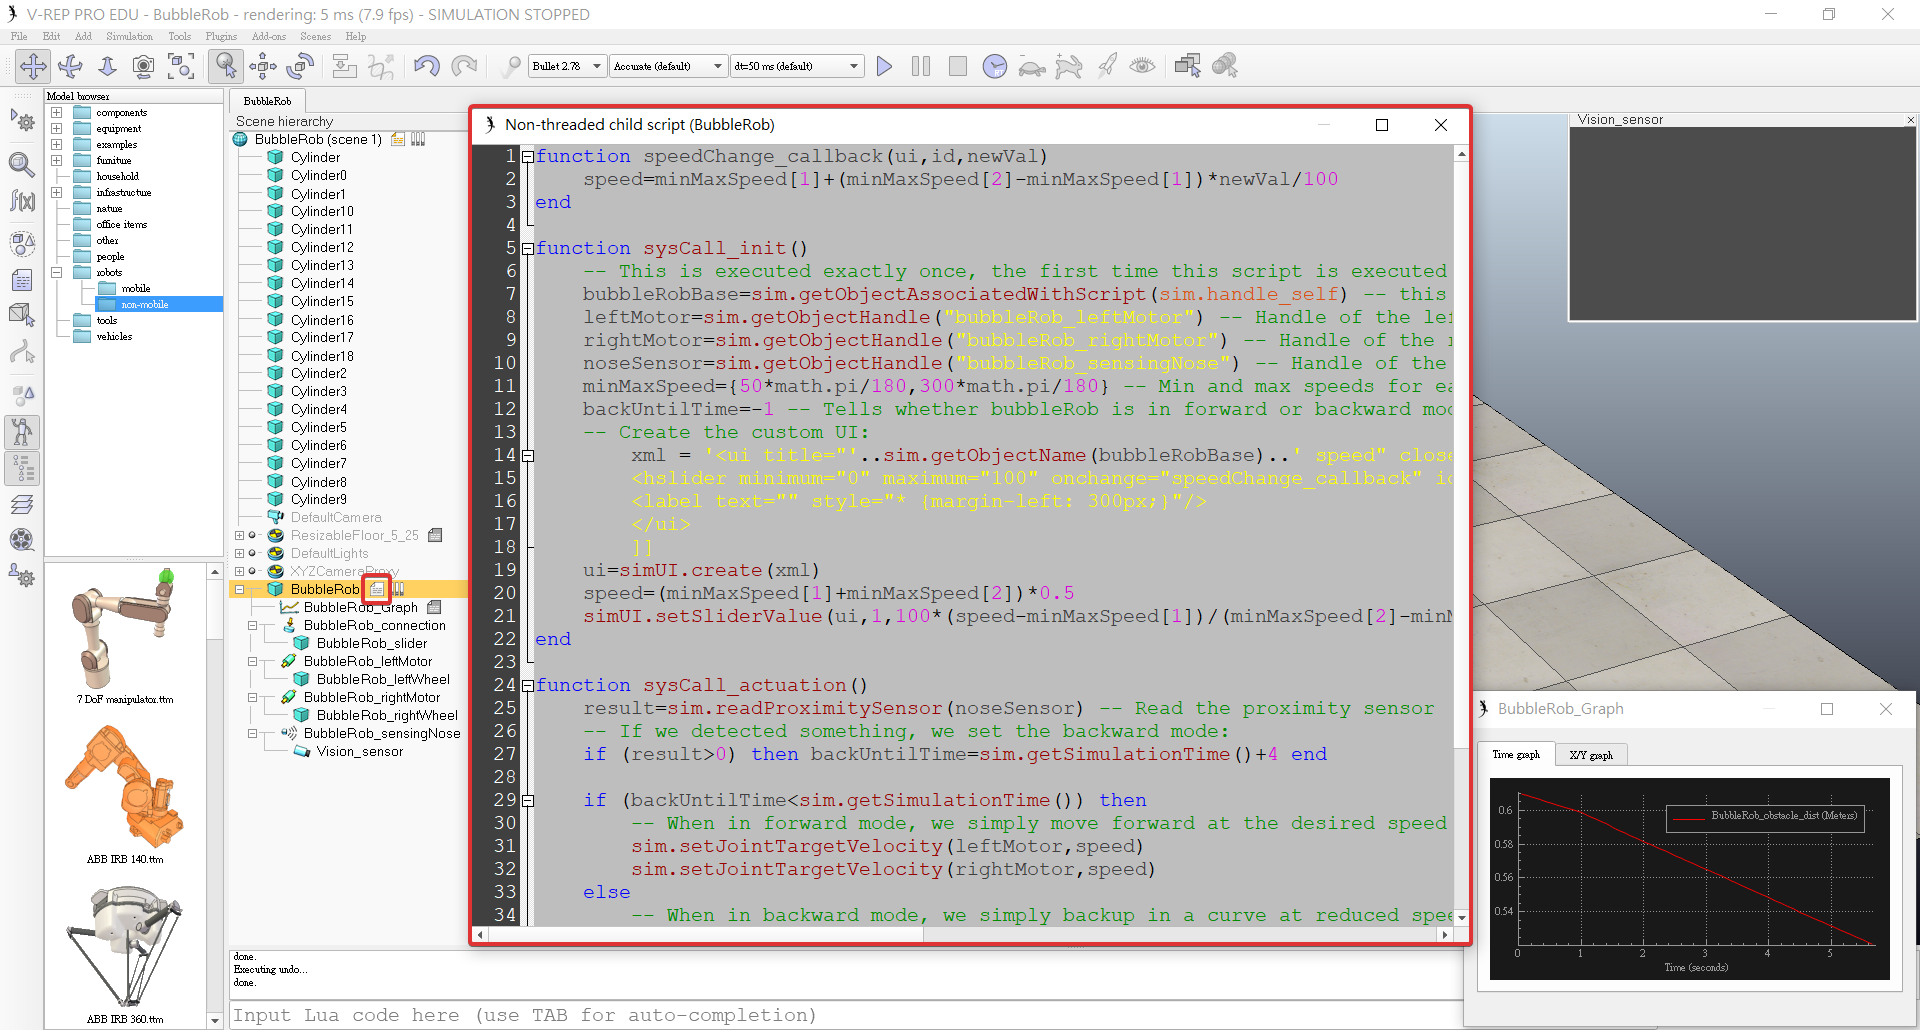 V-REP PRO EDU - BubbleRob - rendering: 5 ms (7.9 fps) - SIMULATION STOPPED
File Edit Add Simulation Tools Plugins Add-ons Scenes Help
Bullet 2.78 Accurate (default) dt=50 ms (default)
Model browser
components
equipment
examples
furniture
household
infrastructure
nature
office items
other
people
robots
mobile
non-mobile
tools
vehicles
7 DoF manipulator.ttm
ABB IRB 140.ttm
ABB IRB 360.ttm
BubbleRob
Scene hierarchy
BubbleRob (scene 1)
Cylinder
Cylinder0
Cylinder1
Cylinder10
Cylinder11
Cylinder12
Cylinder13
Cylinder14
Cylinder15
Cylinder16
Cylinder17
Cylinder18
Cylinder2
Cylinder3
Cylinder4
Cylinder5
Cylinder6
Cylinder7
Cylinder8
Cylinder9
DefaultCamera
ResizableFloor_5_25
DefaultLights
XYZCameraProxy
BubbleRob
BubbleRob_Graph
BubbleRob_connection
BubbleRob_slider
BubbleRob_leftMotor
BubbleRob_leftWheel
BubbleRob_rightMotor
BubbleRob_rightWheel
BubbleRob_sensingNose
Vision_sensor
Non-threaded child script (BubbleRob)
1 function speedChange_callback(ui,id,newVal)
2 speed=minMaxSpeed[1]+(minMaxSpeed[2]-minMaxSpeed[1])*newVal/100
3 end
4
5 function sysCall_init()
6 -- This is executed exactly once, the first time this script is executed
7 bubbleRobBase=sim.getObjectAssociatedWithScript(sim.handle_self) -- this
8 leftMotor=sim.getObjectHandle("bubbleRob_leftMotor") -- Handle of the lef
9 rightMotor=sim.getObjectHandle("bubbleRob_rightMotor") -- Handle of the r
10 noseSensor=sim.getObjectHandle("bubbleRob_sensingNose") -- Handle of the
11 minMaxSpeed={50*math.pi/180,300*math.pi/180} -- Min and max speeds for ea
12 backUntilTime=-1 -- Tells whether bubbleRob is in forward or backward mod
13 -- Create the custom UI:
14 xml = '<ui title="'..sim.getObjectName(bubbleRobBase)..' speed" close
15 <hslider minimum="0" maximum="100" onchange="speedChange_callback" id
16 <label text="" style="* {margin-left: 300px;}"/>
17 </ui>
18 ]]
19 ui=simUI.create(xml)
20 speed=(minMaxSpeed[1]+minMaxSpeed[2])*0.5
21 simUI.setSliderValue(ui,1,100*(speed-minMaxSpeed[1])/(minMaxSpeed[2]-minM
22 end
23
24 function sysCall_actuation()
25 result=sim.readProximitySensor(noseSensor) -- Read the proximity sensor
26 -- If we detected something, we set the backward mode:
27 if (result>0) then backUntilTime=sim.getSimulationTime()+4 end
28
29 if (backUntilTime<sim.getSimulationTime()) then
30 -- When in forward mode, we simply move forward at the desired speed
31 sim.setJointTargetVelocity(leftMotor,speed)
32 sim.setJointTargetVelocity(rightMotor,speed)
33 else
34 -- When in backward mode, we simply backup in a curve at reduced spee
done.
Executing undo...
done.
Input Lua code here (use TAB for auto-completion)
Vision_sensor
BubbleRob_Graph
Time graph X/Y graph
BubbleRob_obstacle_dist (Meters)
0.6
0.58
0.56
0.54
0 1 2 3 4 5
Time (seconds)